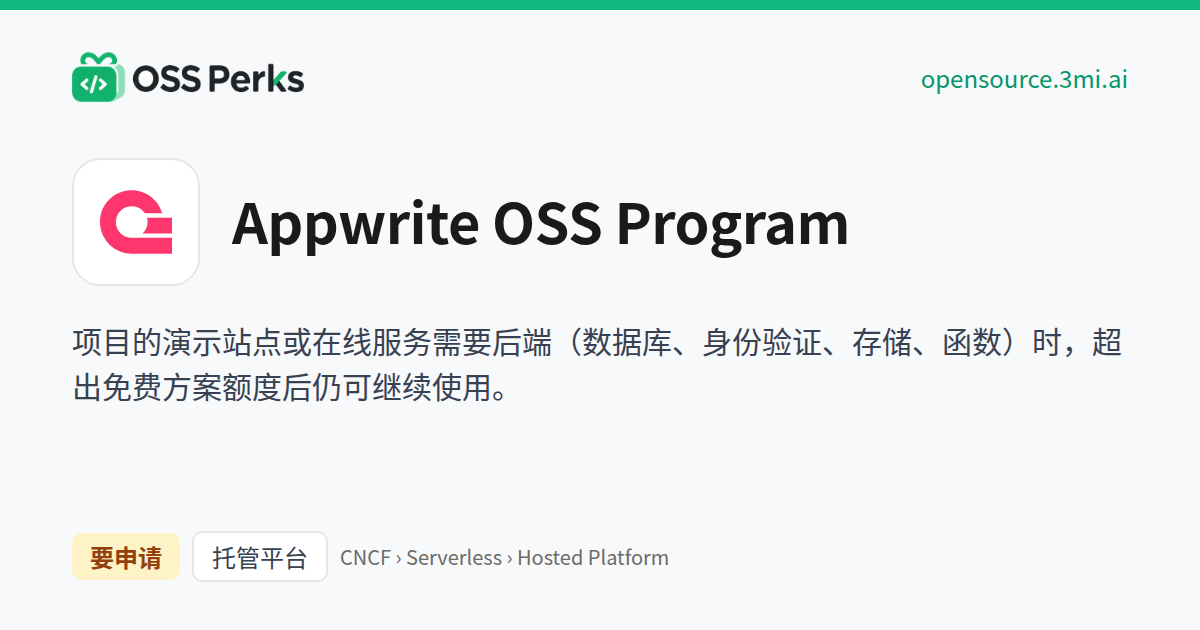 OSS Perks
opensource.3mi.ai
Appwrite OSS Program
项目的演示站点或在线服务需要后端（数据库、身份验证、存储、函数）时，超
出免费方案额度后仍可继续使用。
要申请
托管平台
CNCF › Serverless › Hosted Platform